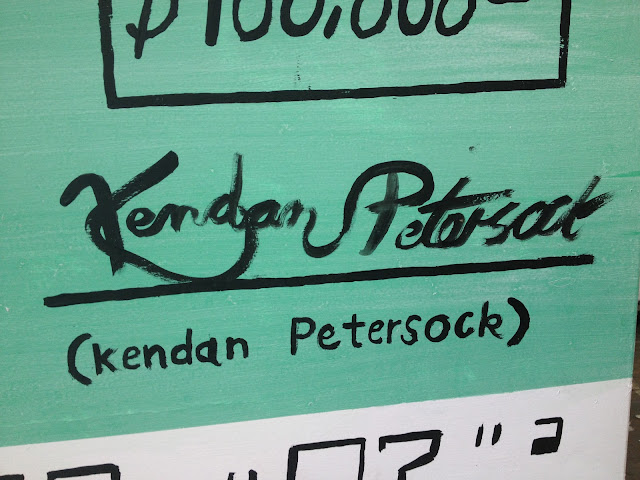 $100,000
Kendan Petersock
(Kendan Petersock)